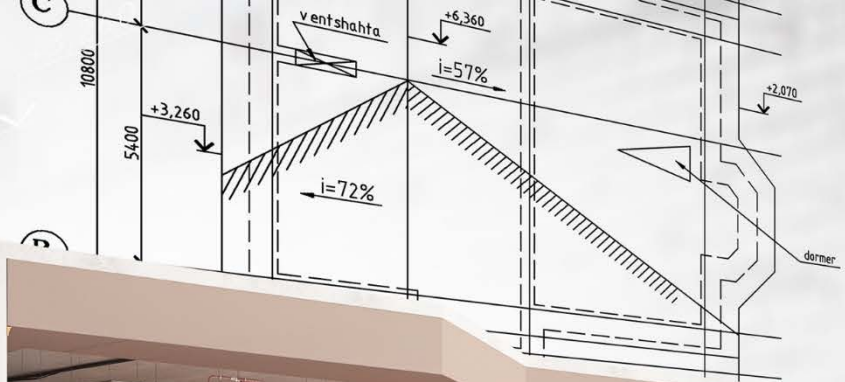 C
ventshahta
+6,360
i=57%
10800
+2,070
+3,260
5400
i=72%
B
dormer